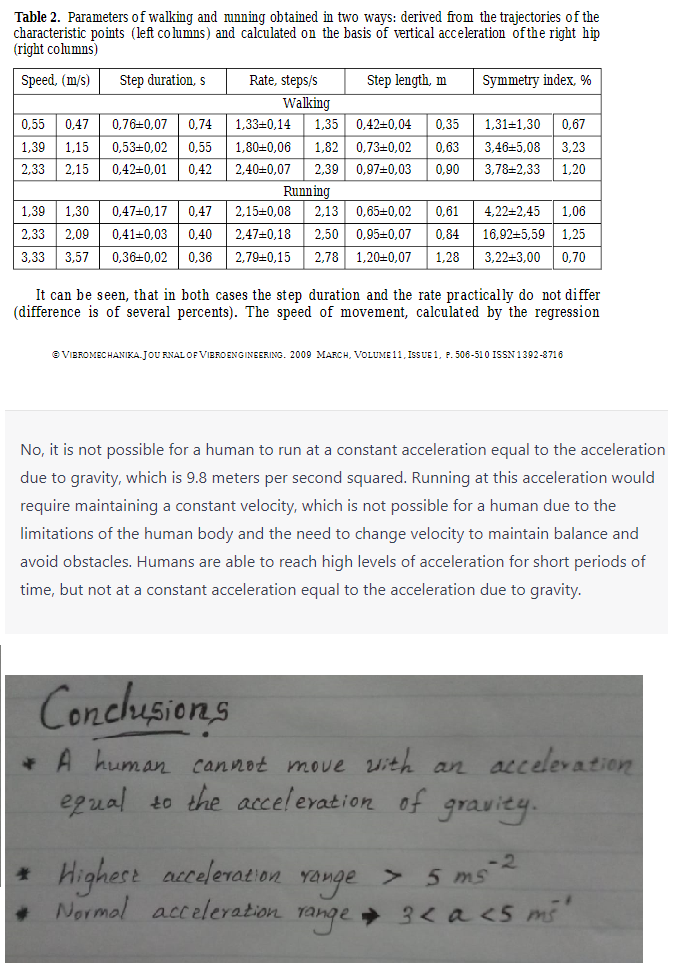 Table 2. Parameters of walking and running obtained in two ways: derived from the trajectories of the
characteristic points (left columns) and calculated on the basis of vertical acceleration of the right hip
(right columns)
Speed, (m/s) Step duration, s Rate, steps/s Step length, m Symmetry index, %
Walking
0,55 0,47 0,76±0,07 0,74 1,33±0,14 1,35 0,42±0,04 0,35 1,31±1,30 0,67
1,39 1,15 0,53±0,02 0,55 1,80±0,06 1,82 0,73±0,02 0,63 3,46±5,08 3,23
2,33 2,15 0,42±0,01 0,42 2,40±0,07 2,39 0,97±0,03 0,90 3,78±2,33 1,20
Running
1,39 1,30 0,47±0,17 0,47 2,15±0,08 2,13 0,65±0,02 0,61 4,22±2,45 1,06
2,33 2,09 0,41±0,03 0,40 2,47±0,18 2,50 0,95±0,07 0,84 16,92±5,59 1,25
3,33 3,57 0,36±0,02 0,36 2,79±0,15 2,78 1,20±0,07 1,28 3,22±3,00 0,70
It can be seen, that in both cases the step duration and the rate practically do not differ
(difference is of several percents). The speed of movement, calculated by the regression
© VIBROMECHANIKA. JOURNAL OF VIBROENGINEERING. 2009 MARCH, VOLUME 11, ISSUE 1, P. 506-510 ISSN 1392-8716
No, it is not possible for a human to run at a constant acceleration equal to the acceleration
due to gravity, which is 9.8 meters per second squared. Running at this acceleration would
require maintaining a constant velocity, which is not possible for a human due to the
limitations of the human body and the need to change velocity to maintain balance and
avoid obstacles. Humans are able to reach high levels of acceleration for short periods of
time, but not at a constant acceleration equal to the acceleration due to gravity.
Conclusions
* A human cannot move with an acceleration
equal to the acceleration of gravity.
* Highest acceleration range > 5 ms⁻²
* Normal acceleration range → 3 < a < 5 ms⁻¹